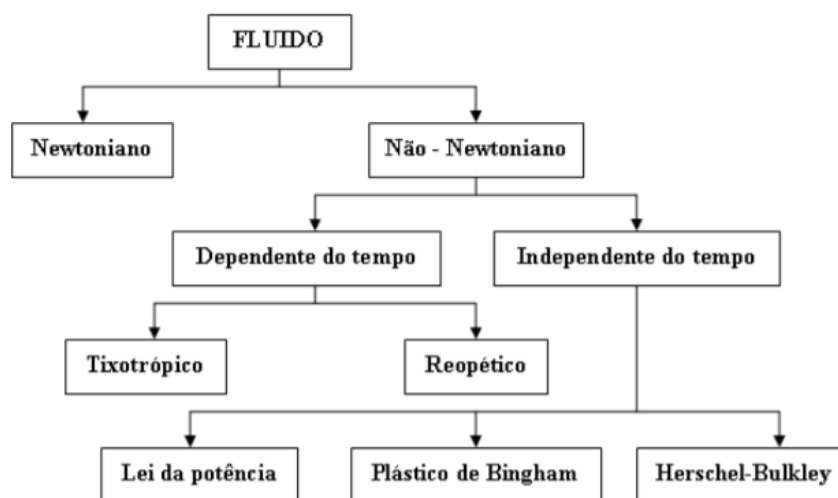 FLUIDO
Newtoniano
Não - Newtoniano
Dependente do tempo
Independente do tempo
Tixotrópico
Reopético
Lei da potência
Plástico de Bingham
Herschel-Bulkley